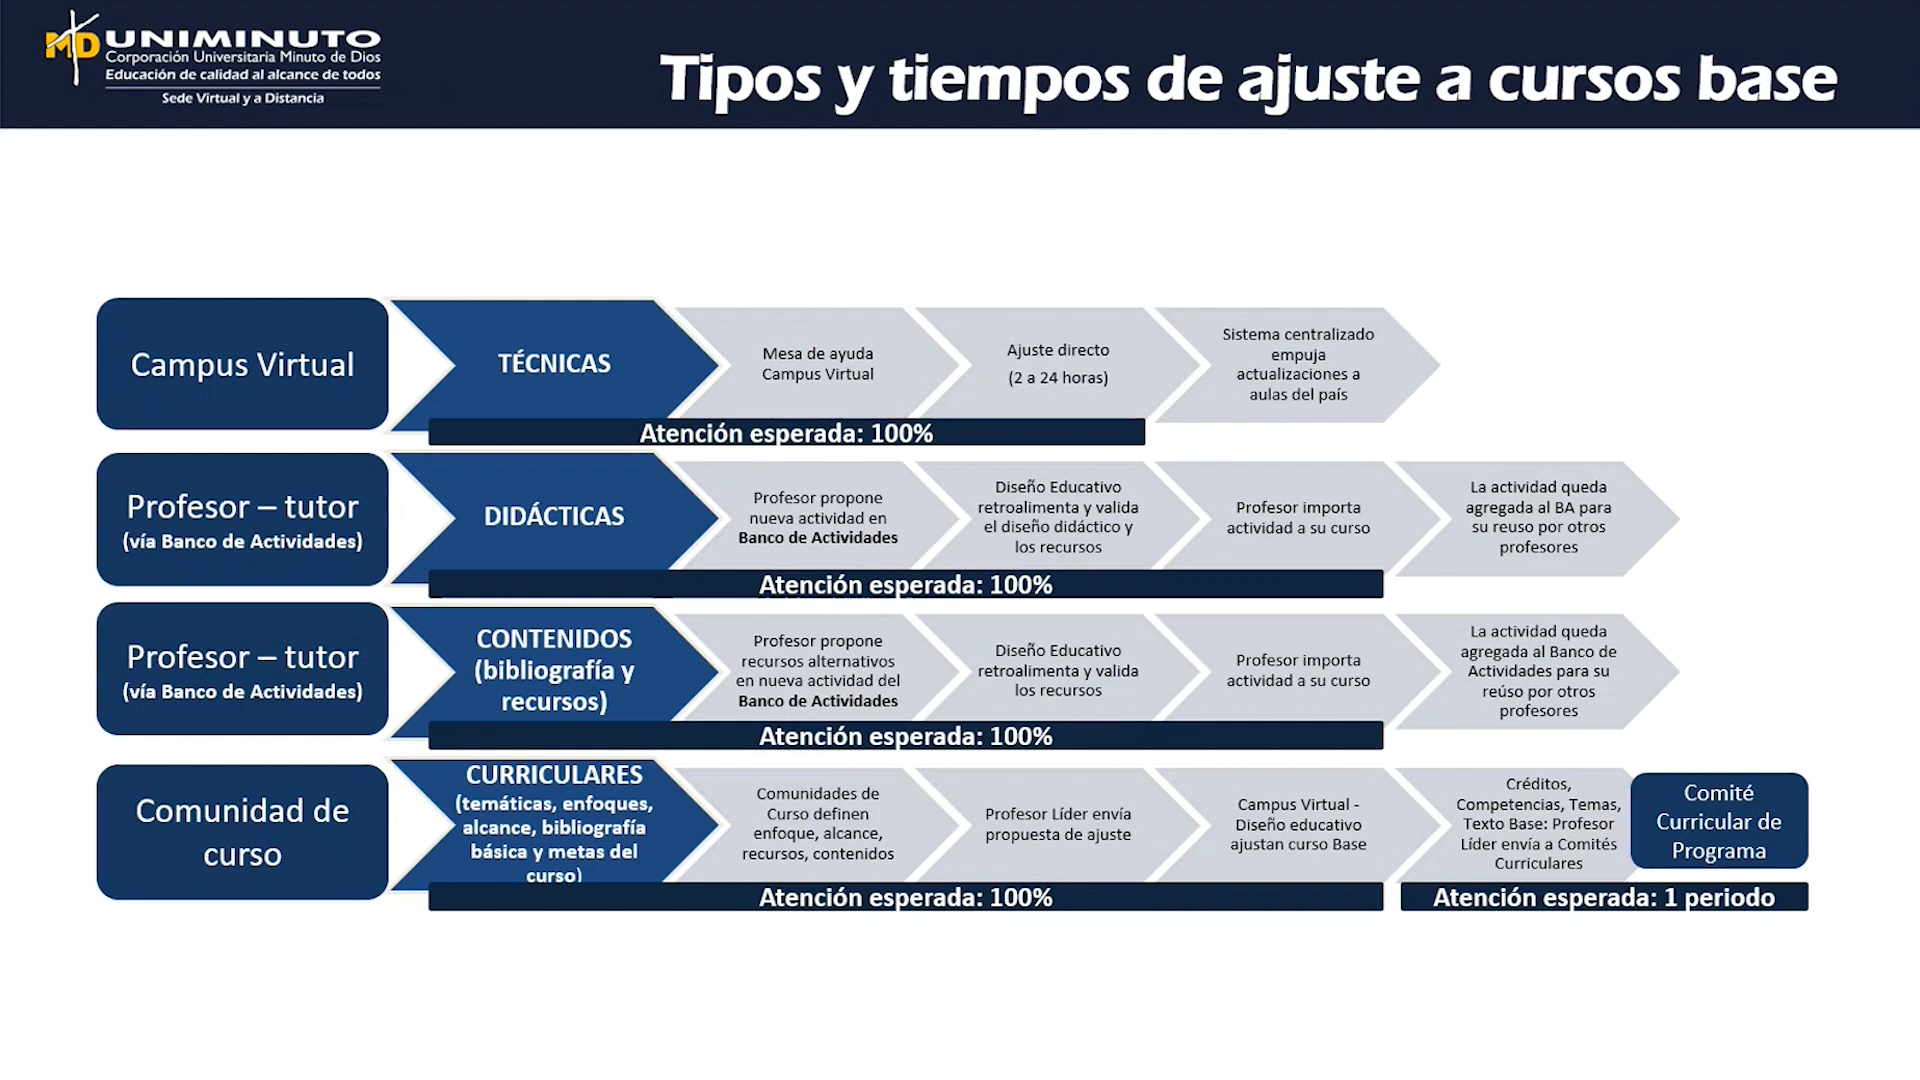 MD UNIMINUTO
Corporación Universitaria Minuto de Dios
Educación de calidad al alcance de todos
Sede Virtual y a Distancia
Tipos y tiempos de ajuste a cursos base
Campus Virtual
TÉCNICAS
Mesa de ayuda
Campus Virtual
Ajuste directo
(2 a 24 horas)
Sistema centralizado
empuja
actualizaciones a
aulas del país
Atención esperada: 100%
Profesor – tutor
(vía Banco de Actividades)
DIDÁCTICAS
Profesor propone
nueva actividad en
Banco de Actividades
Diseño Educativo
retroalimenta y valida
el diseño didáctico y
los recursos
Profesor importa
actividad a su curso
La actividad queda
agregada al BA para
su reuso por otros
profesores
Atención esperada: 100%
Profesor – tutor
(vía Banco de Actividades)
CONTENIDOS
(bibliografía y
recursos)
Profesor propone
recursos alternativos
en nueva actividad del
Banco de Actividades
Diseño Educativo
retroalimenta y valida
los recursos
Profesor importa
actividad a su curso
La actividad queda
agregada al Banco de
Actividades para su
reúso por otros
profesores
Atención esperada: 100%
Comunidad de
curso
CURRICULARES
(temáticas, enfoques,
alcance, bibliografía
básica y metas del
curso)
Comunidades de
Curso definen
enfoque, alcance,
recursos, contenidos
Profesor Líder envía
propuesta de ajuste
Campus Virtual -
Diseño educativo
ajustan curso Base
Créditos,
Competencias, Temas,
Texto Base: Profesor
Líder envía a Comités
Curriculares
Comité
Curricular de
Programa
Atención esperada: 100%
Atención esperada: 1 periodo